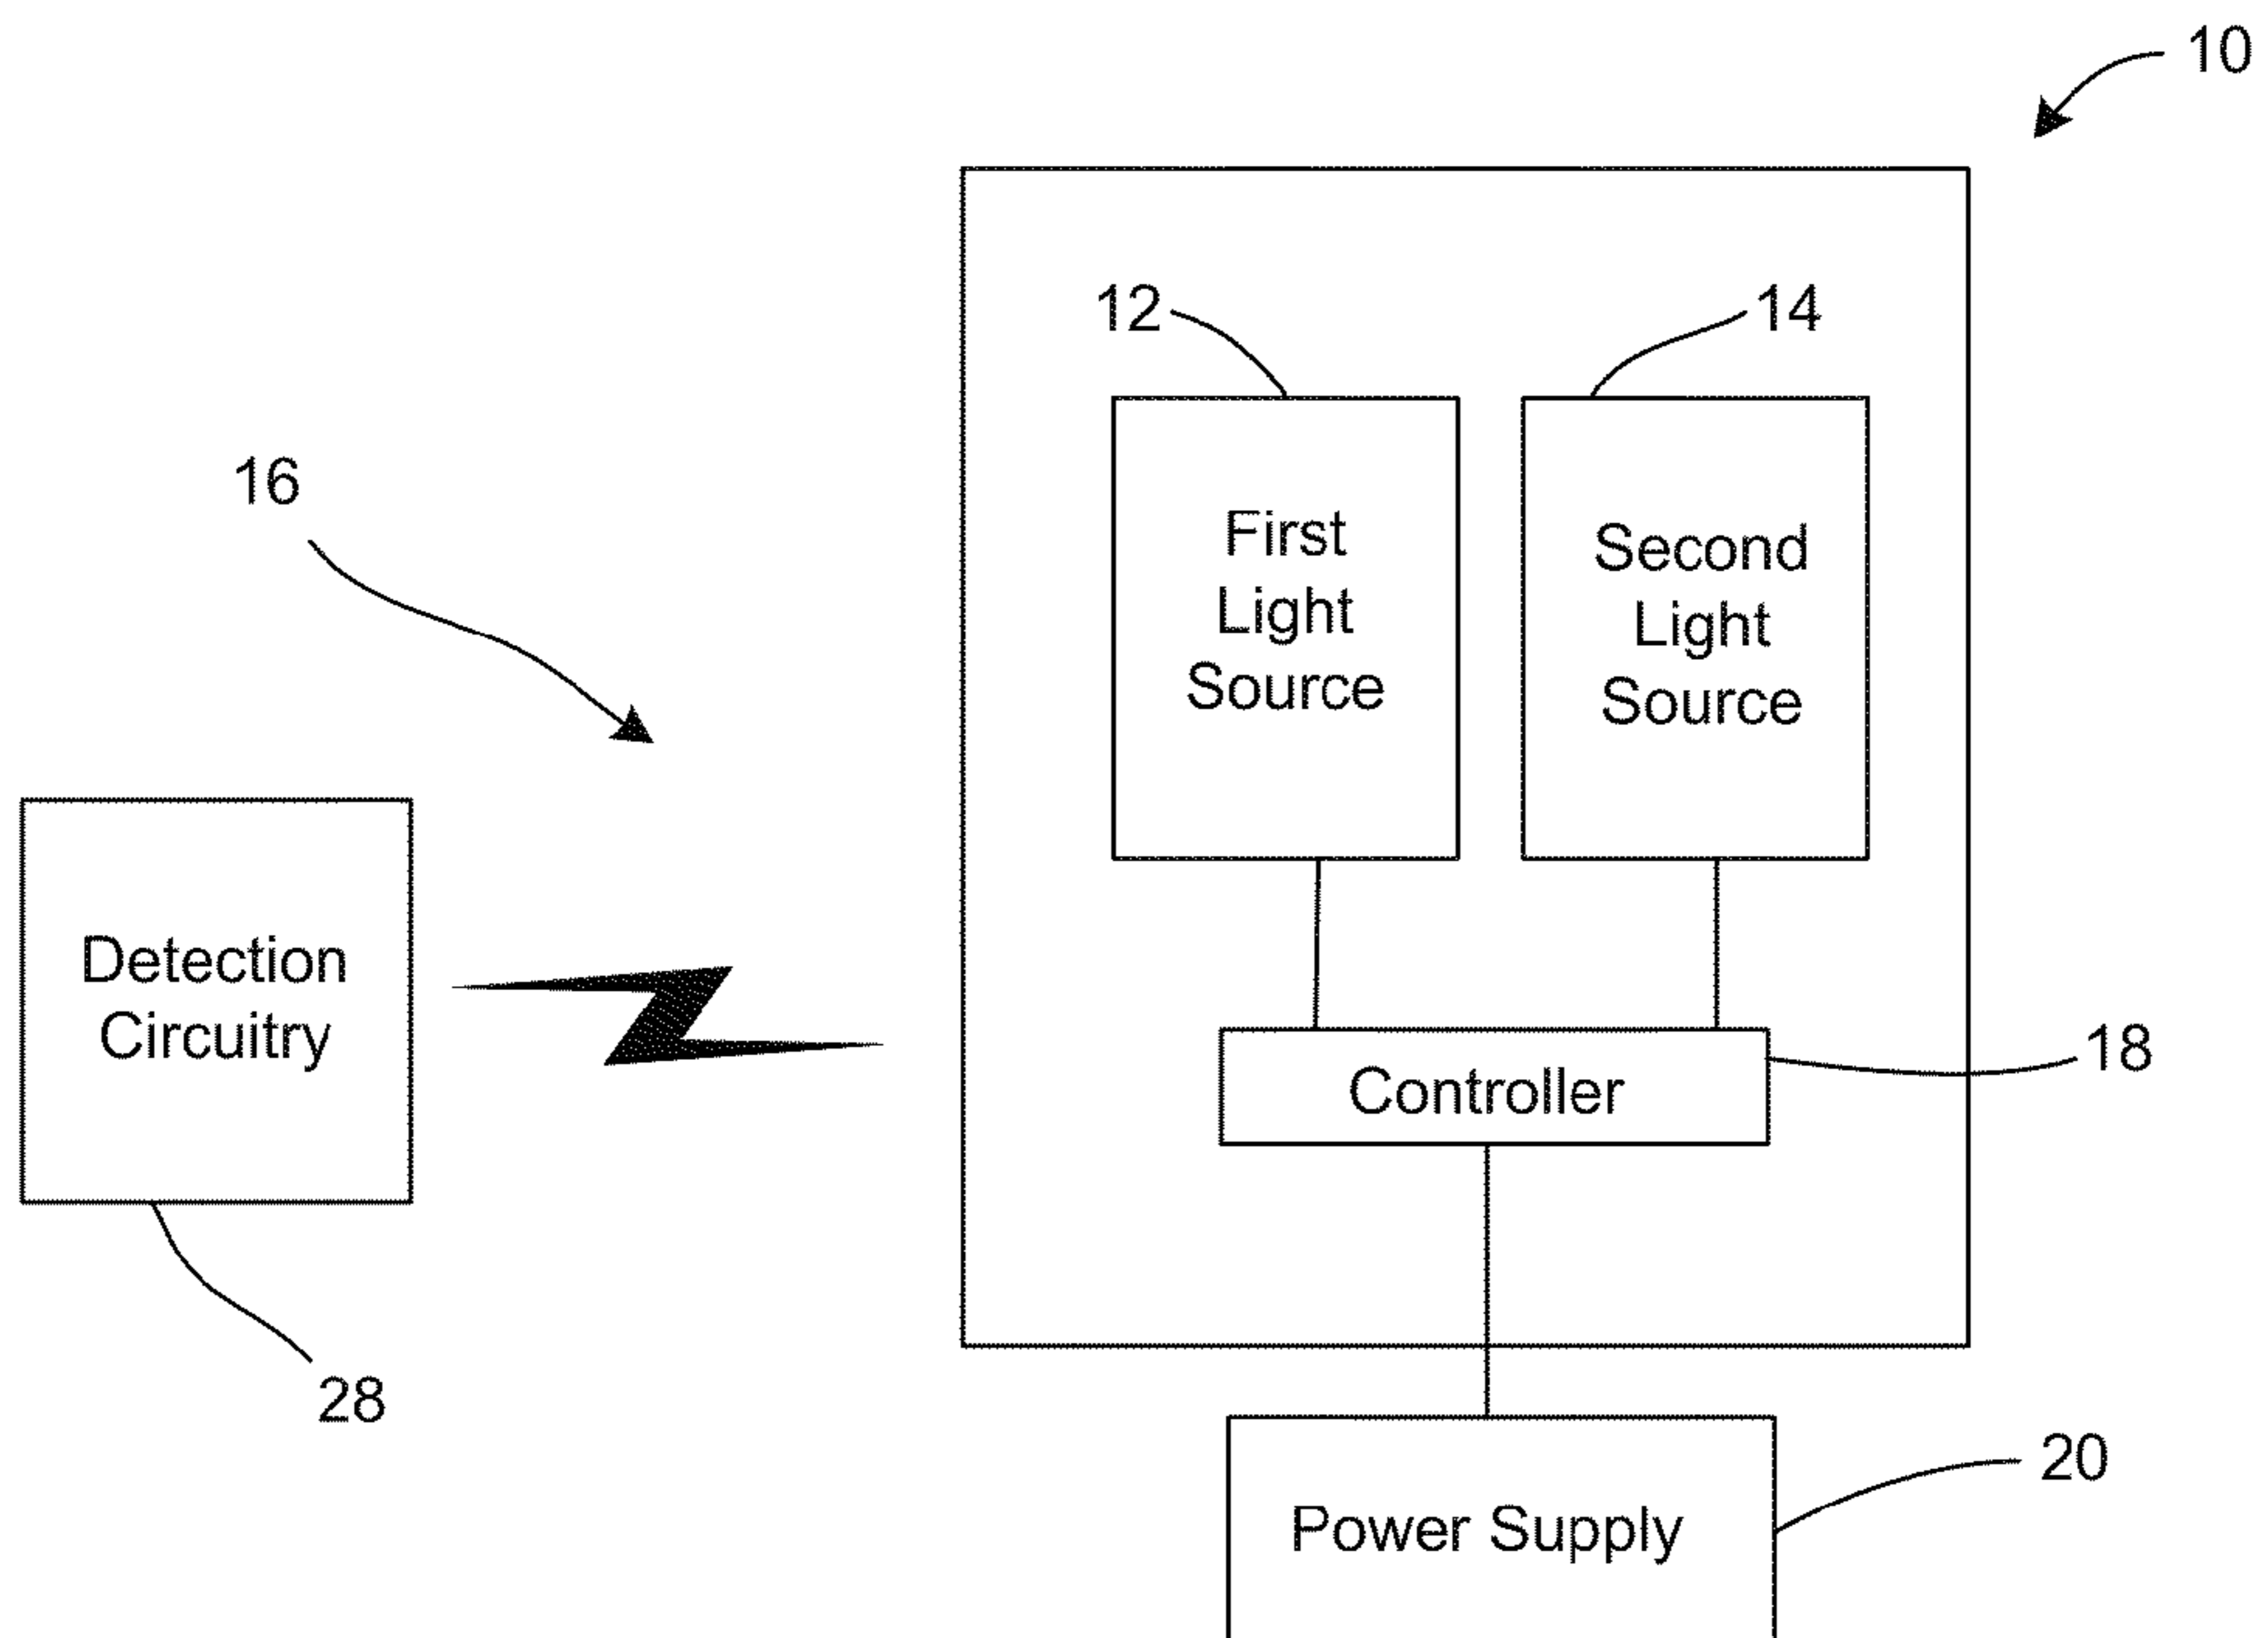 10
12
14
16
First
Light
Source
Second
Light
Source
Detection
Circuitry
Controller
18
28
20
Power Supply